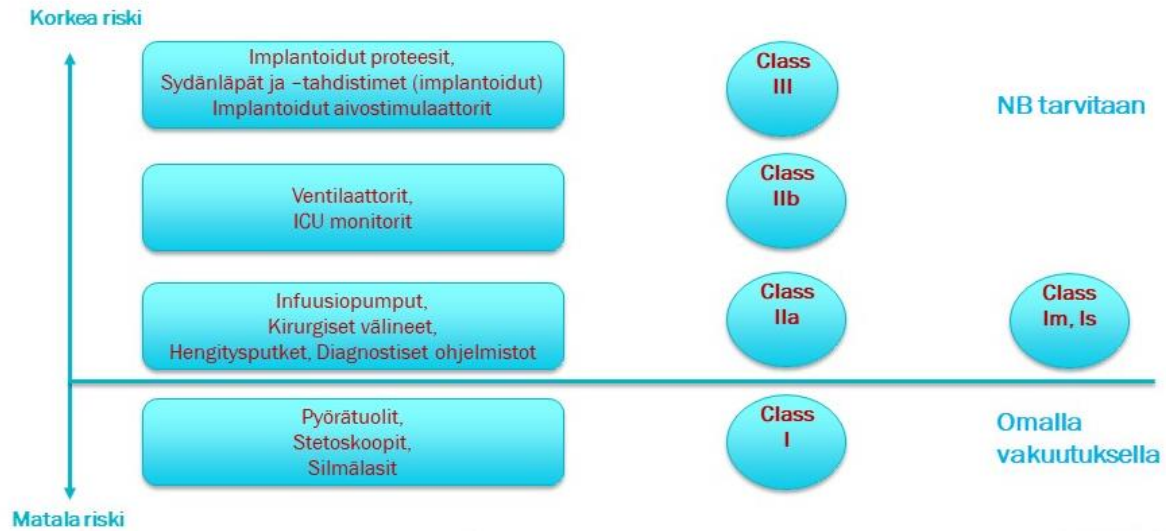 Korkea riski
Implantoidut proteesit,
Sydänläpät ja –tahdistimet (implantoidut)
Implantoidut aivostimulaattorit
Class
III
NB tarvitaan
Ventilaattorit,
ICU monitorit
Class
IIb
Infuusiopumput,
Kirurgiset välineet,
Hengitysputket, Diagnostiset ohjelmistot
Class
IIa
Class
Im, Is
Pyörätuolit,
Stetoskoopit,
Silmälasit
Class
I
Omalla
vakuutuksella
Matala riski